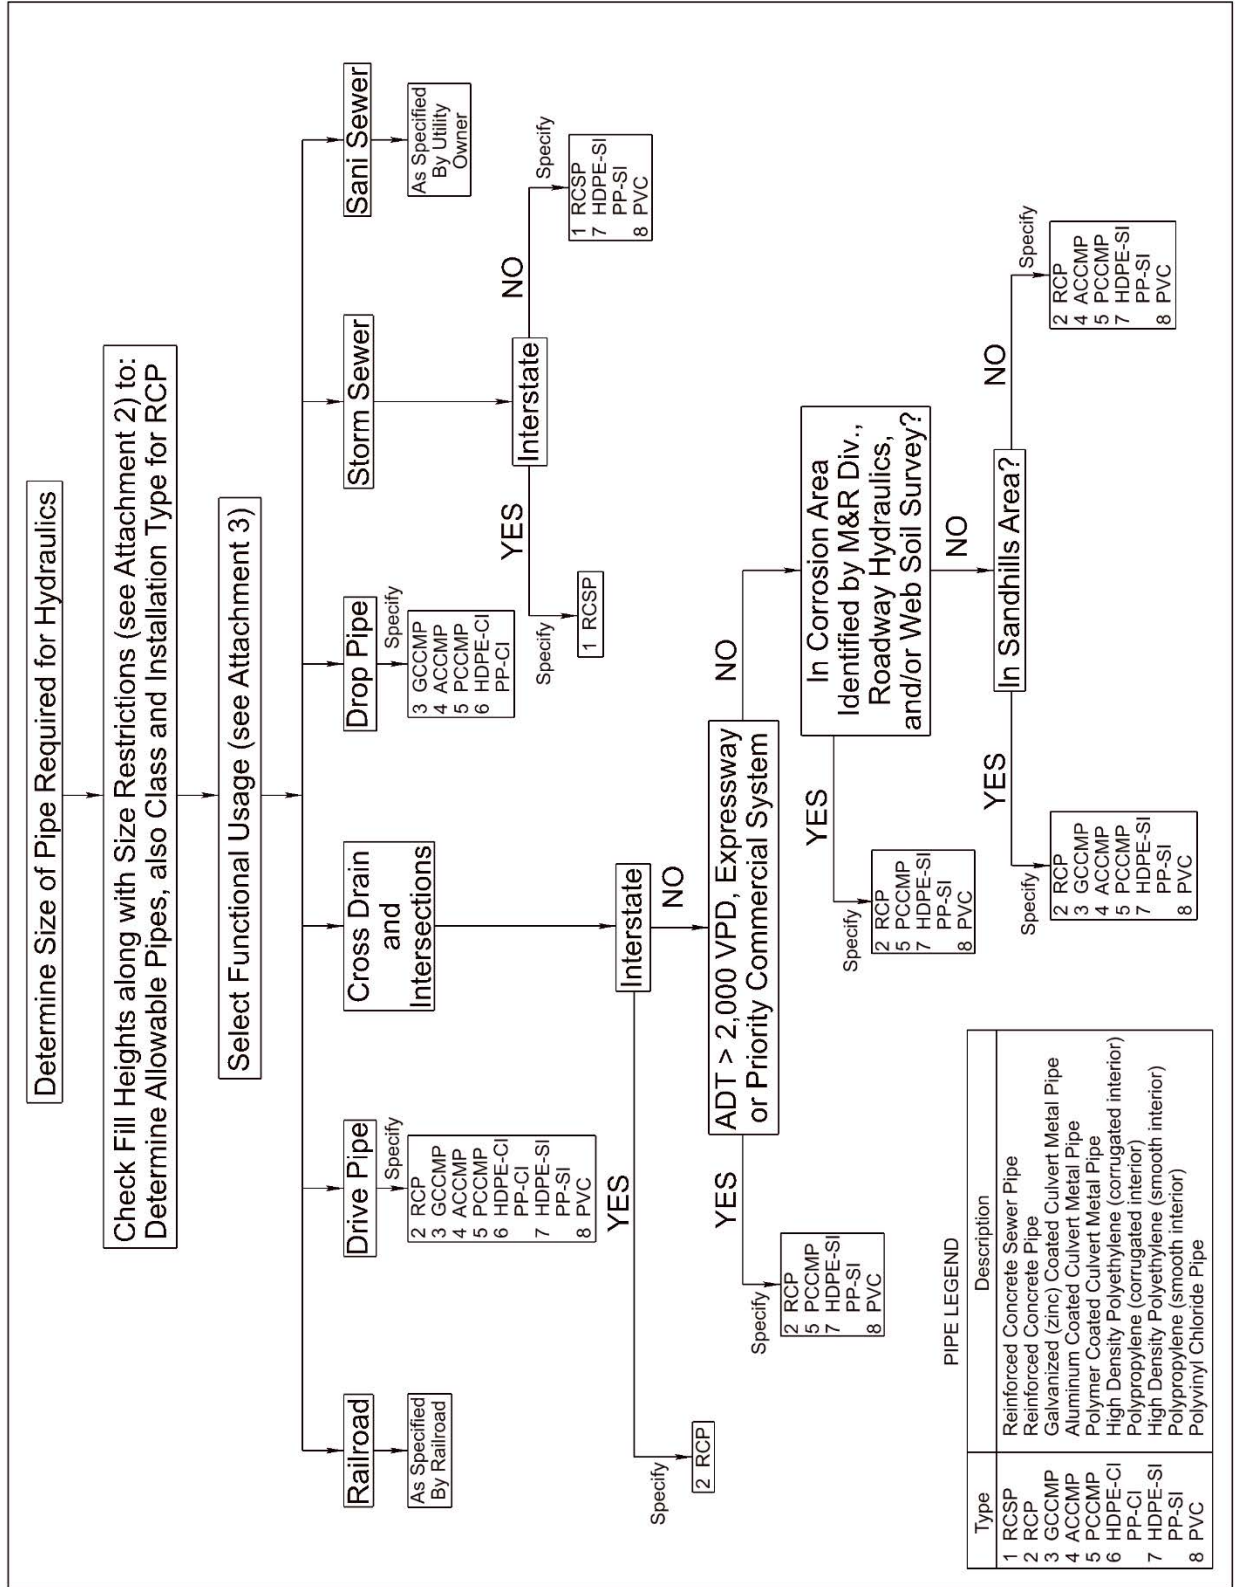 Determine Size of Pipe Required for Hydraulics
Check Fill Heights along with Size Restrictions (see Attachment 2) to:
Determine Allowable Pipes, also Class and Installation Type for RCP
Select Functional Usage (see Attachment 3)
Railroad
As Specified
By Railroad
Drive Pipe
Specify
2 RCP
3 GCCMP
4 ACCMP
5 PCCMP
6 HDPE-CI
PP-CI
7 HDPE-SI
PP-SI
8 PVC
Cross Drain
and
Intersections
Drop Pipe
Specify
3 GCCMP
4 ACCMP
5 PCCMP
6 HDPE-CI
PP-CI
Storm Sewer
Sani Sewer
As Specified
By Utility
Owner
Interstate
YES
Specify
1 RCSP
NO
Specify
1 RCSP
7 HDPE-SI
PP-SI
8 PVC
Interstate
YES
Specify
2 RCP
NO
ADT > 2,000 VPD, Expressway
or Priority Commercial System
YES
Specify
2 RCP
5 PCCMP
7 HDPE-SI
PP-SI
8 PVC
NO
In Corrosion Area
Identified by M&R Div.,
Roadway Hydraulics,
and/or Web Soil Survey?
YES
Specify
2 RCP
5 PCCMP
7 HDPE-SI
PP-SI
8 PVC
NO
In Sandhills Area?
YES
Specify
2 RCP
3 GCCMP
4 ACCMP
5 PCCMP
7 HDPE-SI
PP-SI
8 PVC
NO
Specify
2 RCP
4 ACCMP
5 PCCMP
7 HDPE-SI
PP-SI
8 PVC
PIPE LEGEND
Type Description
1 RCSP Reinforced Concrete Sewer Pipe
2 RCP Reinforced Concrete Pipe
3 GCCMP Galvanized (zinc) Coated Culvert Metal Pipe
4 ACCMP Aluminum Coated Culvert Metal Pipe
5 PCCMP Polymer Coated Culvert Metal Pipe
6 HDPE-CI High Density Polyethylene (corrugated interior)
PP-CI Polypropylene (corrugated interior)
7 HDPE-SI High Density Polyethylene (smooth interior)
PP-SI Polypropylene (smooth interior)
8 PVC Polyvinyl Chloride Pipe